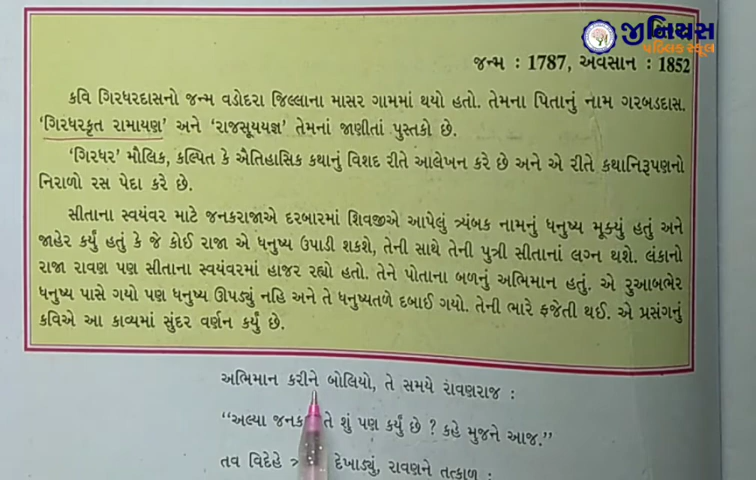 જીનિયસ
પબ્લિક સ્કૂલ
જન્મ : 1787, અવસાન : 1852
કવિ ગિરધરદાસનો જન્મ વડોદરા જિલ્લાના માસર ગામમાં થયો હતો. તેમના પિતાનું નામ ગરબડદાસ.
‘ગિરધરકૃત રામાયણ’ અને ‘રાજસૂયયજ્ઞ’ તેમનાં જાણીતાં પુસ્તકો છે.
‘ગિરધર’ મૌલિક, કલ્પિત કે ઐતિહાસિક કથાનું વિશદ રીતે આલેખન કરે છે અને એ રીતે કથાનિરૂપણનો
નિરાળો રસ પેદા કરે છે.
સીતાના સ્વયંવર માટે જનકરાજાએ દરબારમાં શિવજીએ આપેલું ત્ર્યંબક નામનું ધનુષ્ય મૂક્યું હતું અને
જાહેર કર્યું હતું કે જે કોઈ રાજા એ ધનુષ્ય ઉપાડી શકશે, તેની સાથે તેની પુત્રી સીતાનાં લગ્ન થશે. લંકાનો
રાજા રાવણ પણ સીતાના સ્વયંવરમાં હાજર રહ્યો હતો. તેને પોતાના બળનું અભિમાન હતું. એ રુઆબભેર
ધનુષ્ય પાસે ગયો પણ ધનુષ્ય ઊપડ્યું નહિ અને તે ધનુષ્યતળે દબાઈ ગયો. તેની ભારે ફજેતી થઈ. એ પ્રસંગનું
કવિએ આ કાવ્યમાં સુંદર વર્ણન કર્યું છે.
અભિમાન કરીને બોલિયો, તે સમયે રાવણરાજ :
“અલ્યા તે શું પણ કર્યું છે ? કહે મુજને આજ.”
તવ વિદેહે દેખાડ્યું, રાવણને તત્કાળ :